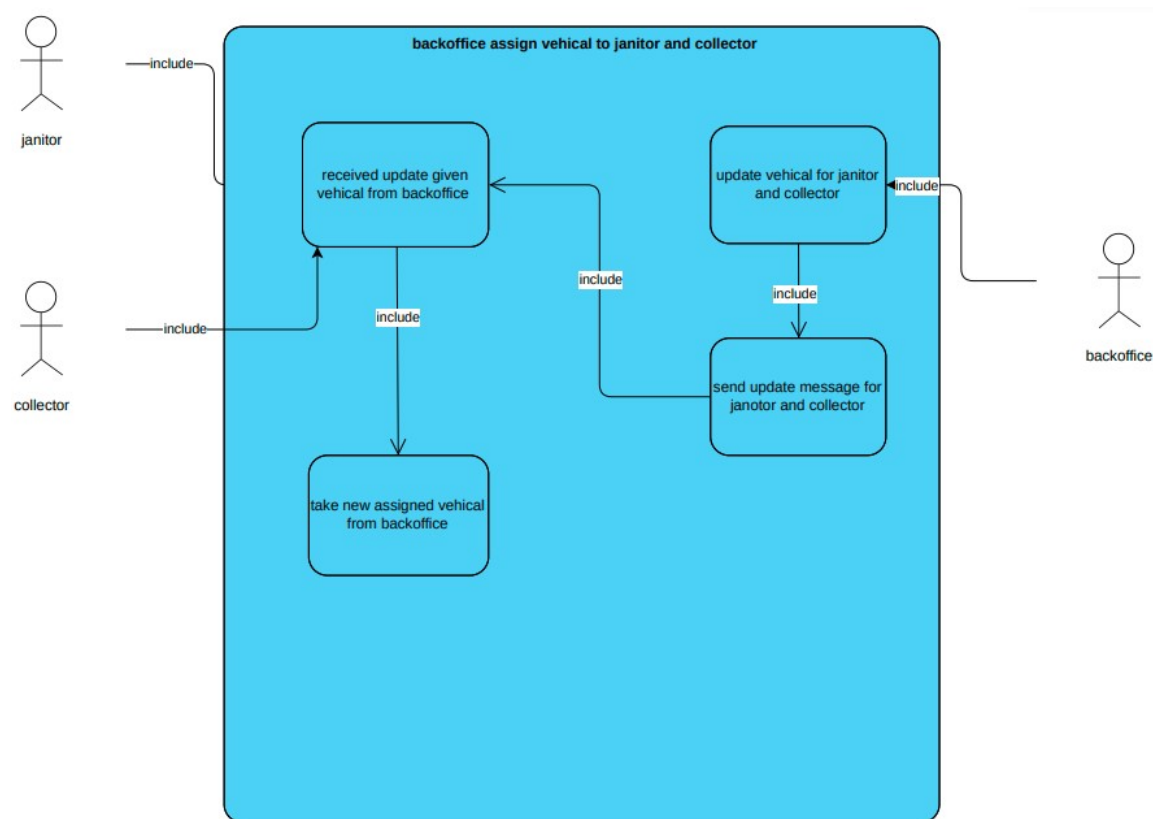 backoffice assign vehical to janitor and collector
include
janitor
received update given
vehical from backoffice
update vehical for janitor
and collector
include
include
include
include
include
collector
send update message for
janotor and collector
backoffice
take new assigned vehical
from backoffice